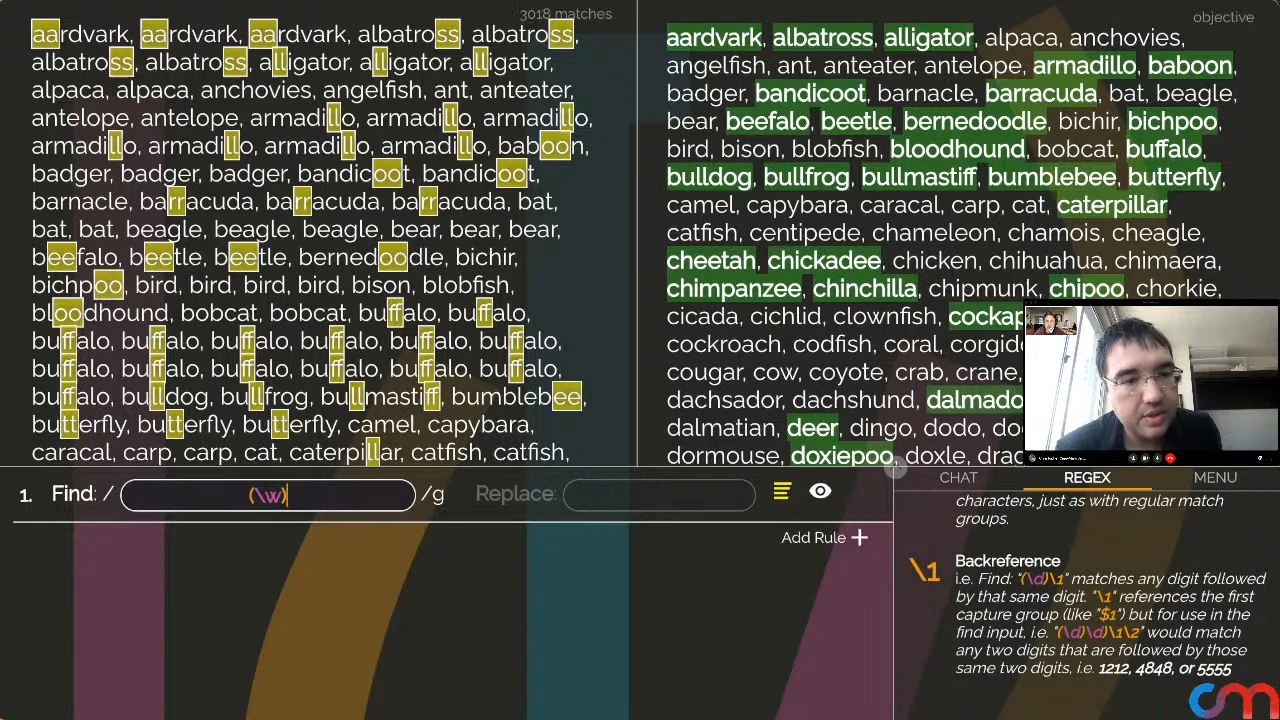 3018 matches
aardvark, aardvark, aardvark, albatross, albatross,
albatross, albatross, alligator, alligator, alligator,
alpaca, alpaca, anchovies, angelfish, ant, anteater,
antelope, antelope, armadillo, armadillo, armadillo,
armadillo, armadillo, armadillo, armadillo, baboon,
badger, badger, badger, bandicoot, bandicoot,
barnacle, barracuda, barracuda, barracuda, bat,
bat, bat, beagle, beagle, beagle, bear, bear, bear,
beefalo, beetle, beetle, bernedoodle, bichir,
bichpoo, bird, bird, bird, bird, bison, blobfish,
bloodhound, bobcat, bobcat, buffalo, buffalo,
buffalo, buffalo, buffalo, buffalo, buffalo, buffalo,
buffalo, buffalo, buffalo, buffalo, buffalo, buffalo,
buffalo, bulldog, bullfrog, bullmastiff, bumblebee,
butterfly, butterfly, butterfly, camel, capybara,
caracal, carp, carp, cat, caterpillar, catfish, catfish,
objective
aardvark, albatross, alligator, alpaca, anchovies,
angelfish, ant, anteater, antelope, armadillo, baboon,
badger, bandicoot, barnacle, barracuda, bat, beagle,
bear, beefalo, beetle, bernedoodle, bichir, bichpoo,
bird, bison, blobfish, bloodhound, bobcat, buffalo,
bulldog, bullfrog, bullmastiff, bumblebee, butterfly,
camel, capybara, caracal, carp, cat, caterpillar,
catfish, centipede, chameleon, chamois, cheagle,
cheetah, chickadee, chicken, chihuahua, chimaera,
chimpanzee, chinchilla, chipmunk, chipoo, chorkie,
cicada, cichlid, clownfish, cockap
cockroach, codfish, coral, corgido
cougar, cow, coyote, crab, crane,
dachsador, dachshund, dalmado
dalmatian, deer, dingo, dodo, do
dormouse, doxiepoo, doxle, drag
1. Find: / (\w) /g Replace:
Add Rule +
CHAT REGEX MENU
characters, just as with regular match
groups.
\1 Backreference
i.e. Find: "(\d)\1" matches any digit followed
by that same digit. "\1" references the first
capture group (like "$1") but for use in the
find input, i.e. "(\d)\d)\1\2" would match
any two digits that are followed by those
same two digits, i.e. 1212, 4848, or 5555
cm